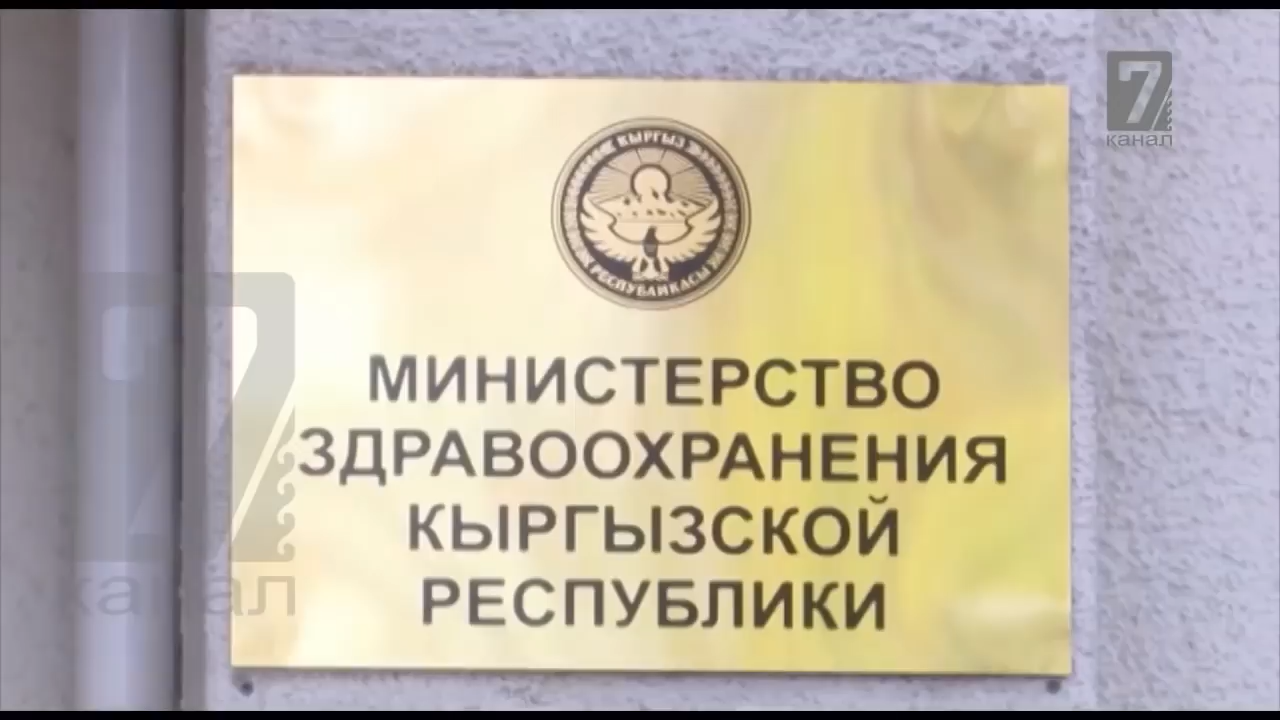 7
канал
КЫРГЫЗ
РЕСПУБЛИКАСЫ
МИНИСТЕРСТВО
ЗДРАВООХРАНЕНИЯ
КЫРГЫЗСКОЙ
РЕСПУБЛИКИ
7
канал